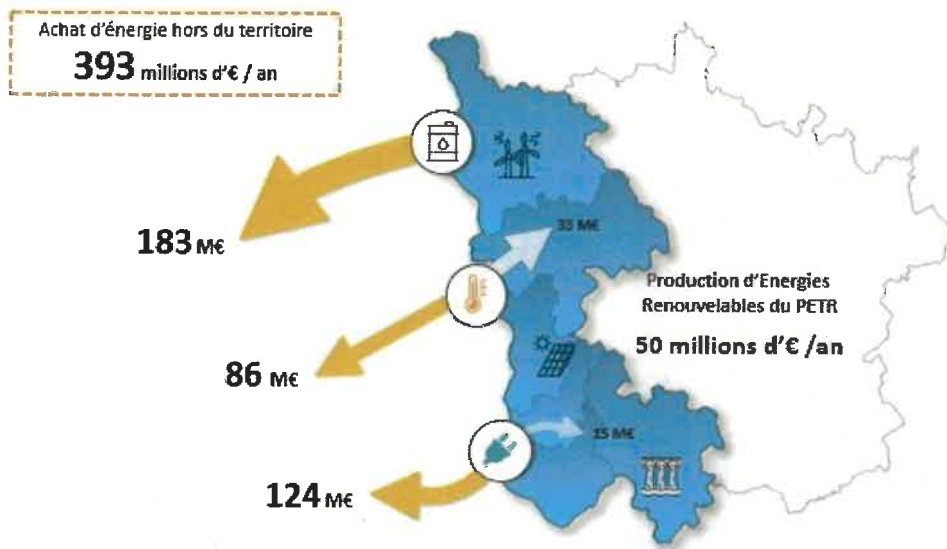 Achat d'énergie hors du territoire
393 millions d'€ / an
183 M€
35 M€
Production d'Energies
Renouvelables du PETR
50 millions d'€ /an
86 M€
15 M€
124 M€